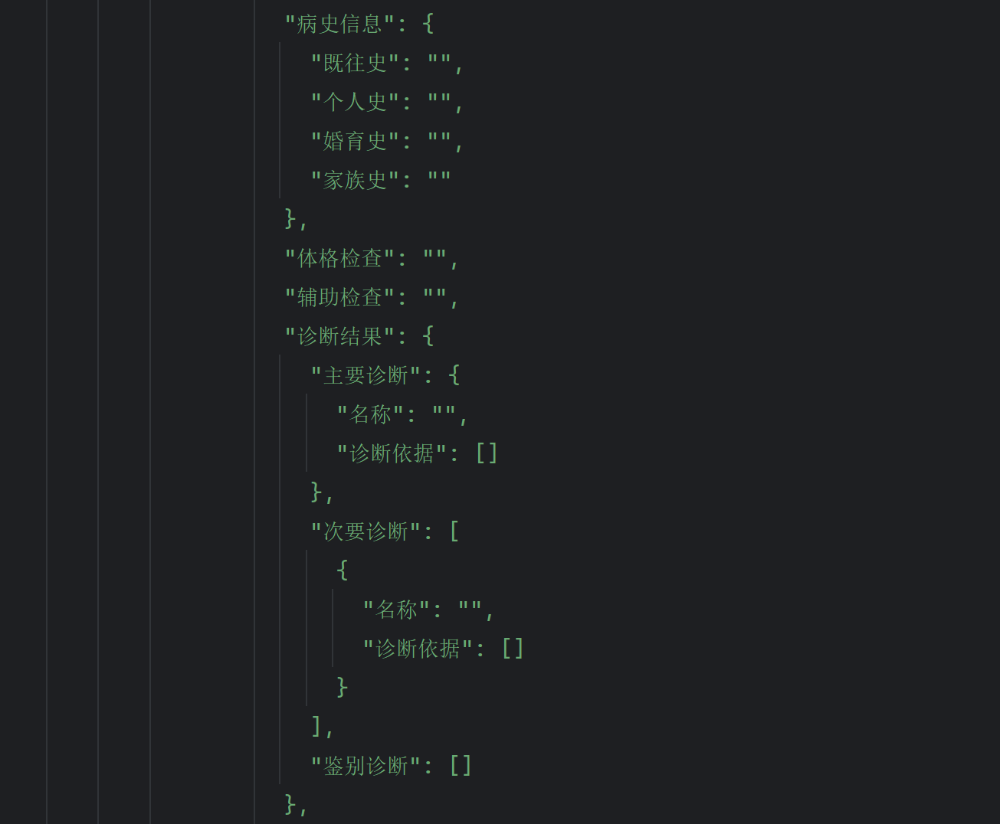 "病史信息": {
"既往史": "",
"个人史": "",
"婚育史": "",
"家族史": ""
},
"体格检查": "",
"辅助检查": "",
"诊断结果": {
"主要诊断": {
"名称": "",
"诊断依据": []
},
"次要诊断": [
{
"名称": "",
"诊断依据": []
}
],
"鉴别诊断": []
},